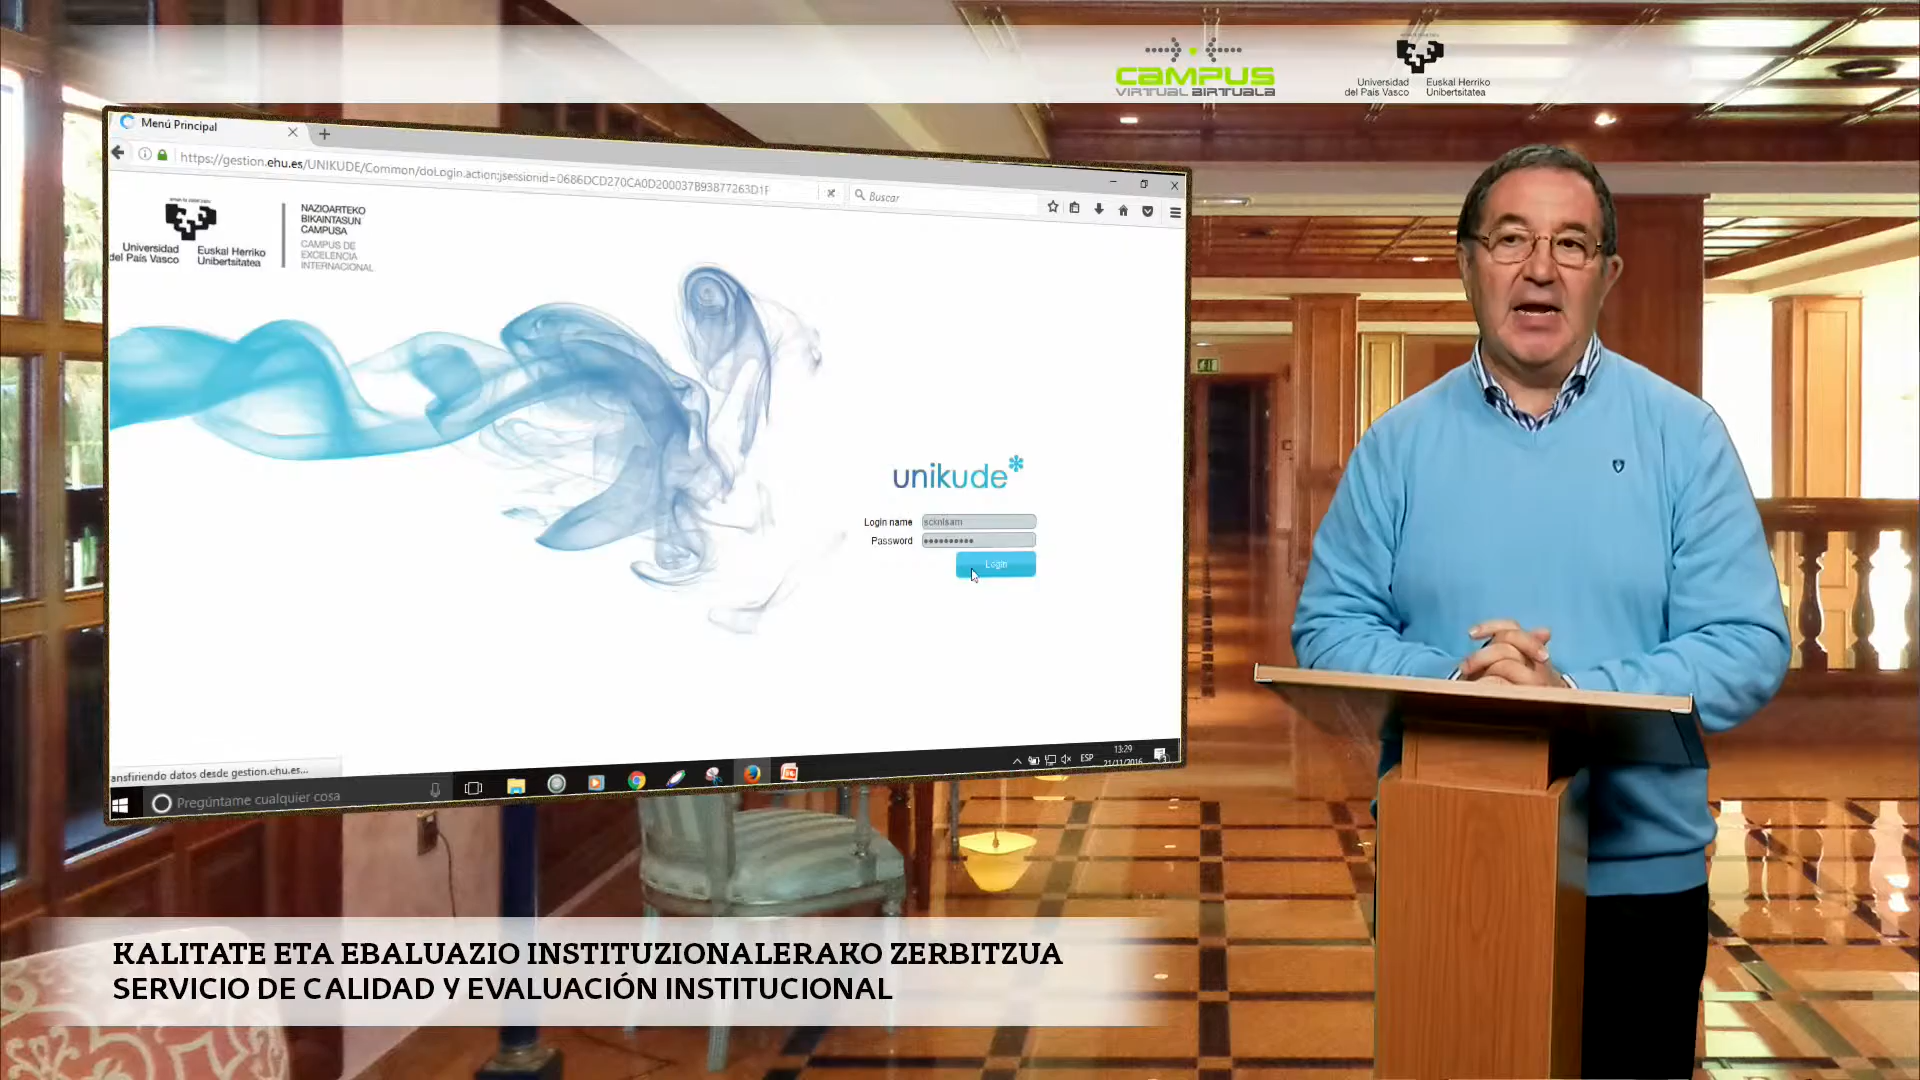 CAMPUS
VIRTUAL BIRTUALA
Universidad del País Vasco
Euskal Herriko Unibertsitatea
Menú Principal
https://gestion.ehu.es/UNIKUDE/Common/doLogin.action;jsessionid=0686DCD270CA0D200037B93877263D1F
Buscar
Universidad del País Vasco
Euskal Herriko Unibertsitatea
NAZIOARTEKO
BIKAINTASUN
CAMPUSA
CAMPUS DE
EXCELENCIA
INTERNACIONAL
unikude*
Login name
Password
Login
ansfiriendo datos desde gestion.ehu.es...
Pregúntame cualquier cosa
ESP
13:29
21/11/2016
KALITATE ETA EBALUAZIO INSTITUZIONALERAKO ZERBITZUA
SERVICIO DE CALIDAD Y EVALUACIÓN INSTITUCIONAL